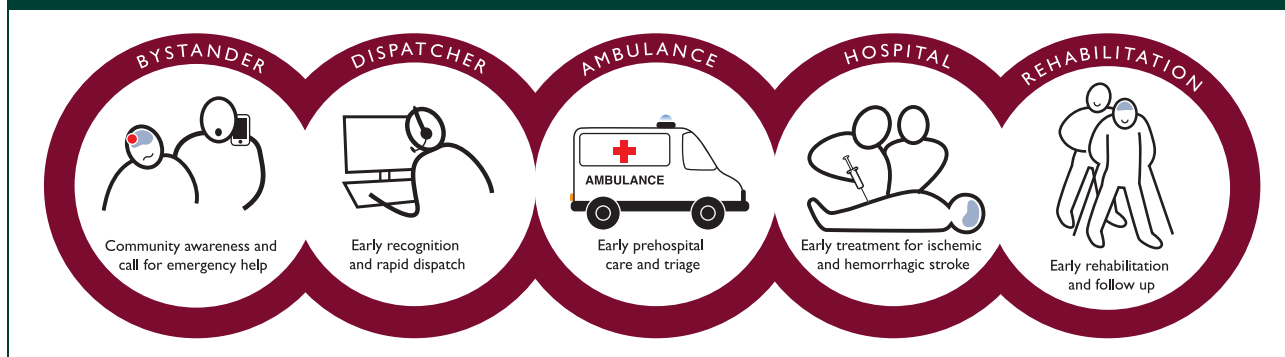 BYSTANDER
Community awareness and
call for emergency help
DISPATCHER
Early recognition
and rapid dispatch
AMBULANCE
AMBULANCE
Early prehospital
care and triage
HOSPITAL
Early treatment for ischemic
and hemorrhagic stroke
REHABILITATION
Early rehabilitation
and follow up